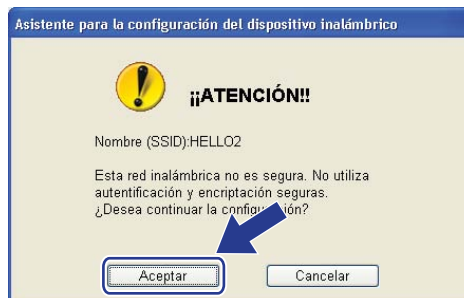 Asistente para la configuración del dispositivo inalámbrico
¡¡ATENCIÓN!!
Nombre (SSID):HELLO2
Esta red inalámbrica no es segura. No utiliza
autentificación y encriptación seguras.
¿Desea continuar la configuración?
Aceptar
Cancelar